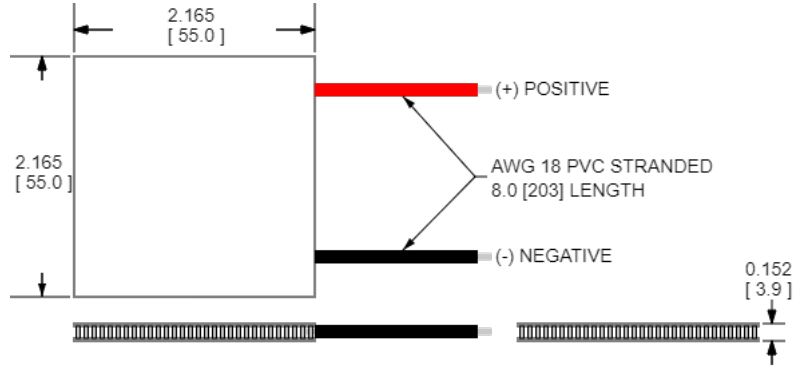 2.165
[ 55.0 ]
(+) POSITIVE
2.165
[ 55.0 ]
AWG 18 PVC STRANDED
8.0 [203] LENGTH
(-) NEGATIVE
0.152
[ 3.9 ]